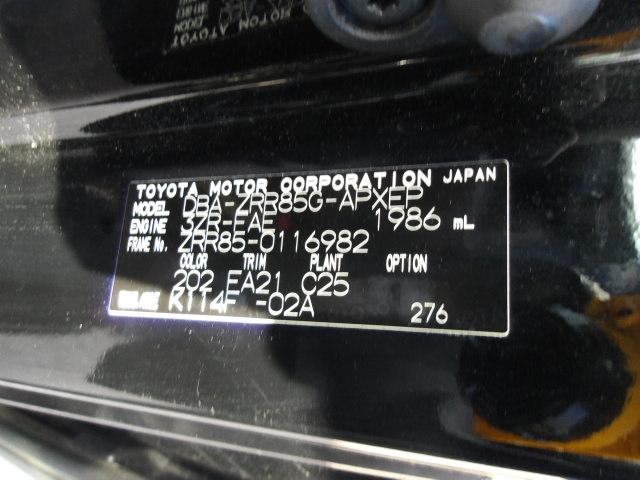 TOYOTA MOTOR CORPORATION JAPAN
MODEL DBA-ZRR85G-APXEP
ENGINE 3ZR-FAE 1986 mL
FRAME No. ZRR85-0116982
COLOR TRIM PLANT OPTION
202 EA21 C25
K114F -02A 276